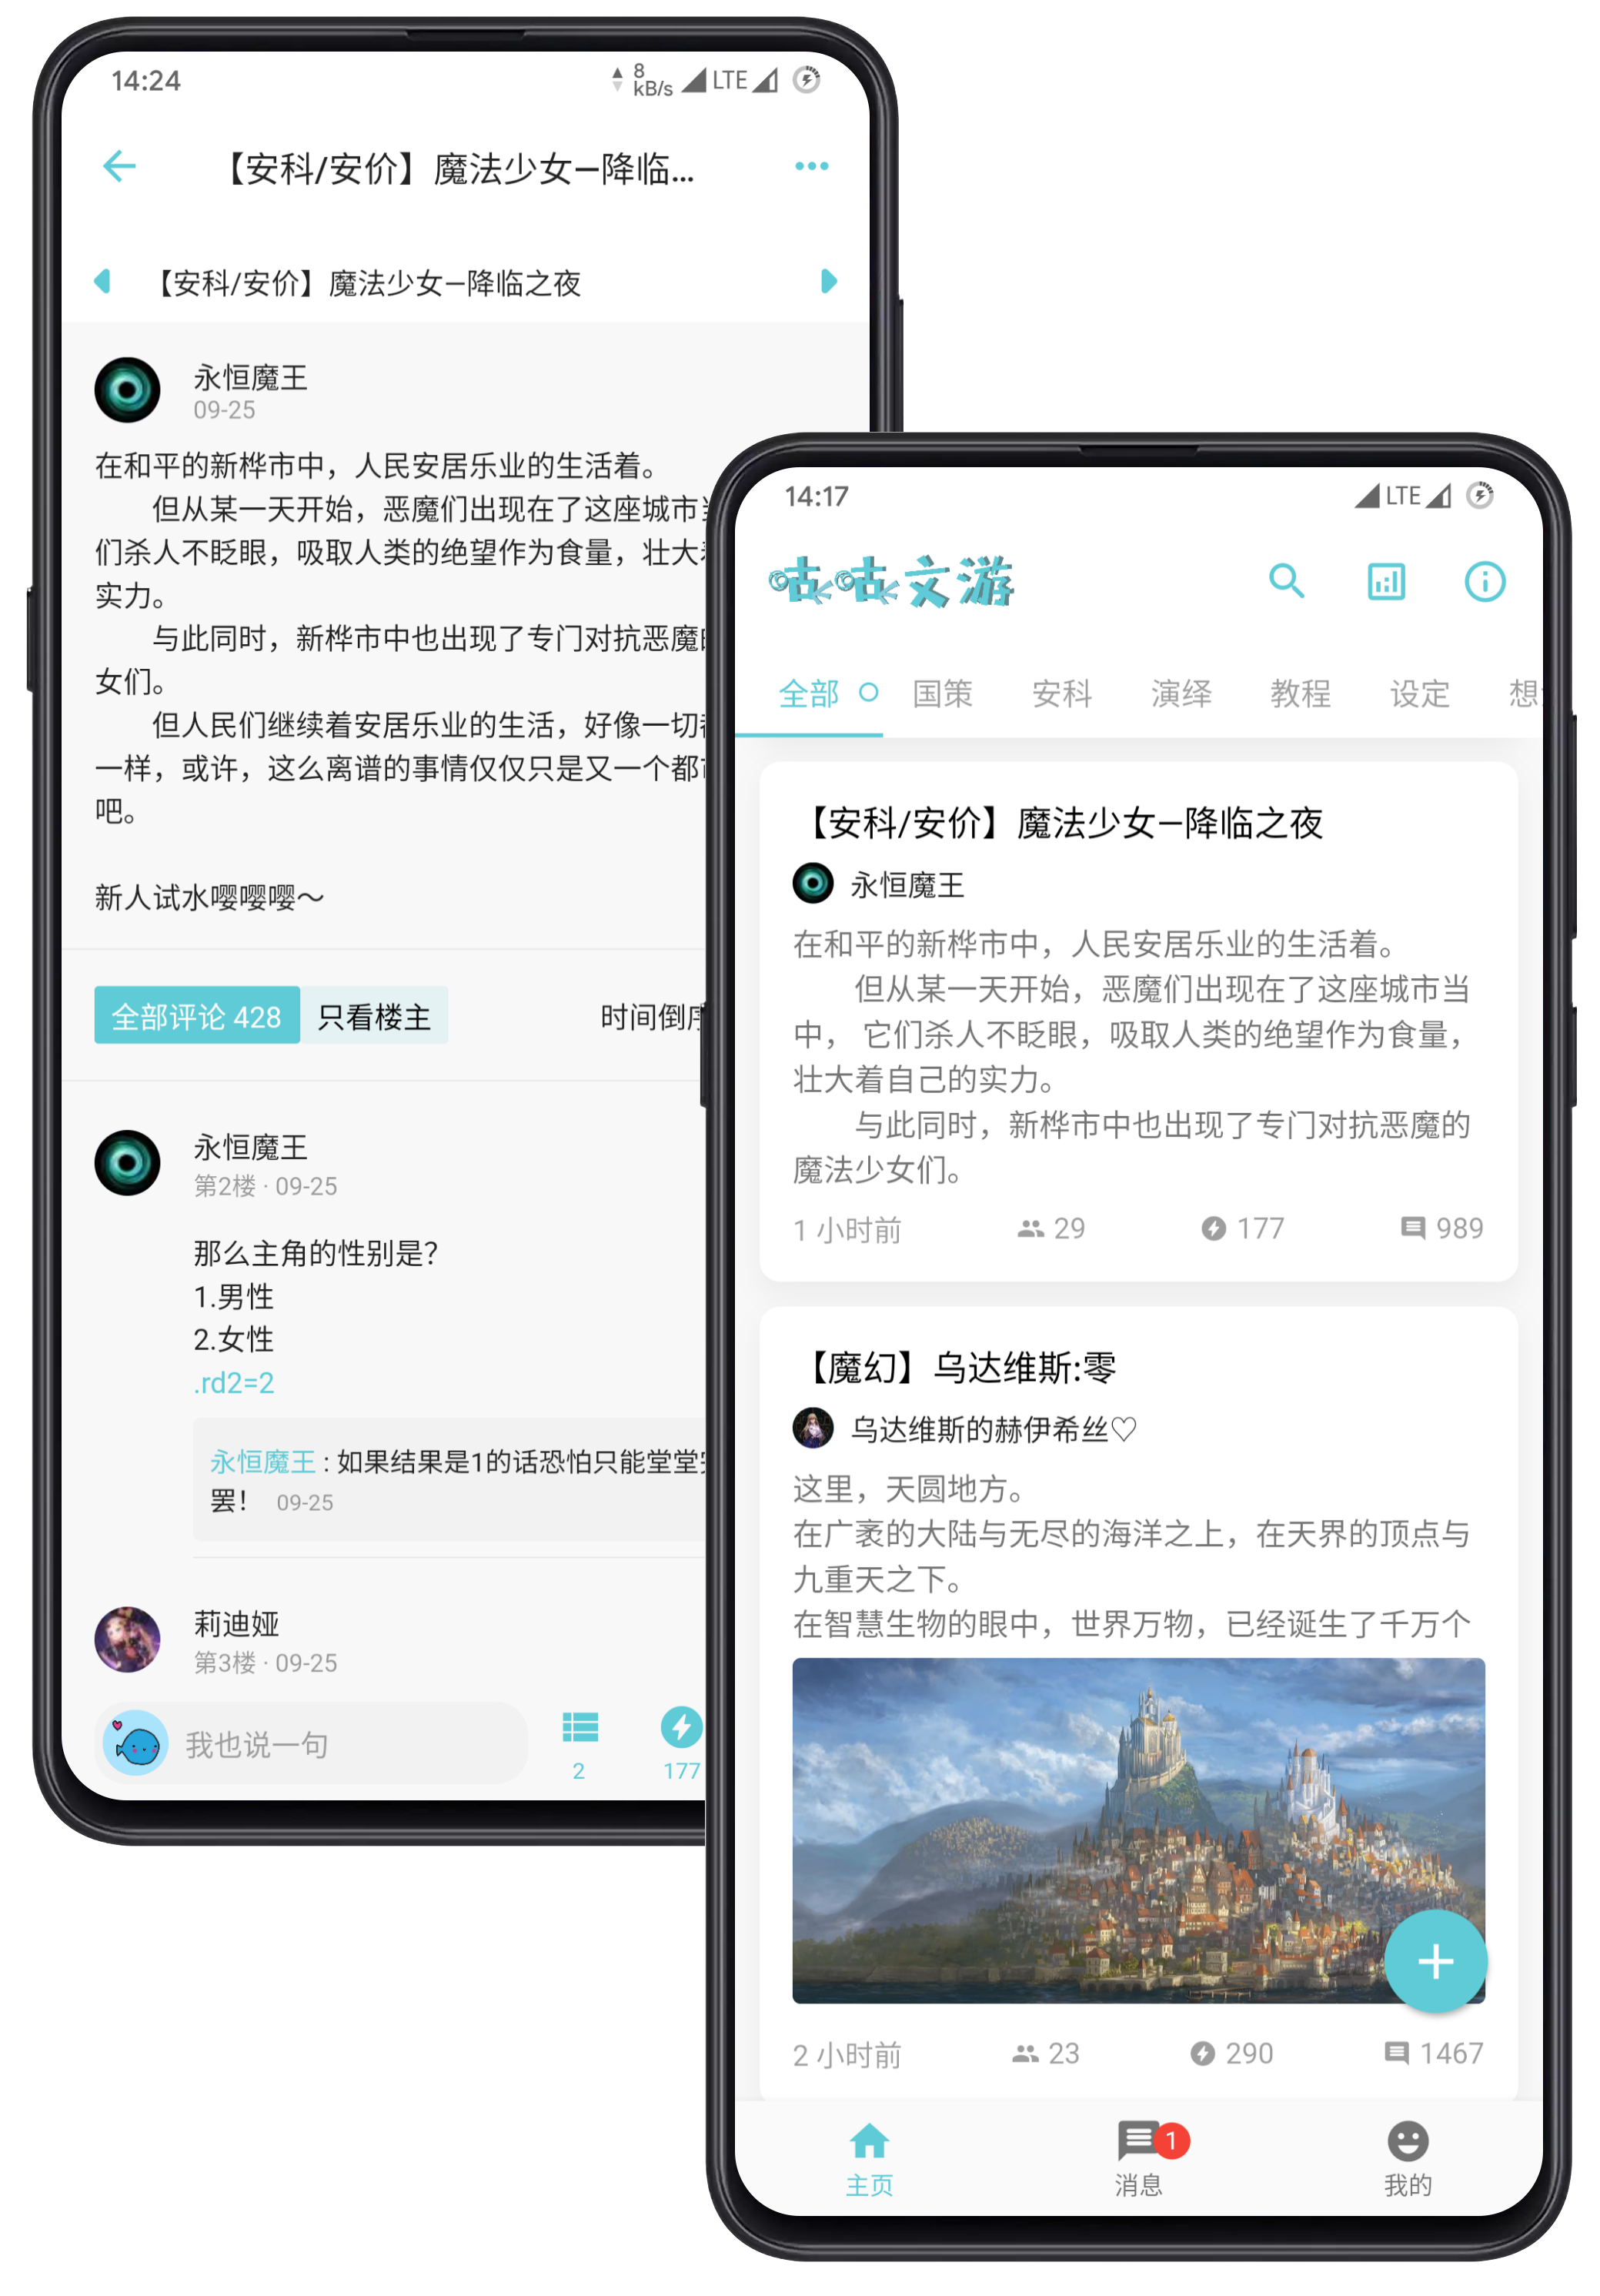 14:24
8
kB/s
LTE
【安科/安价】魔法少女—降临...
【安科/安价】魔法少女—降临之夜
永恒魔王
09-25
在和平的新桦市中，人民安居乐业的生活着。
但从某一天开始，恶魔们出现在了这座城市
们杀人不眨眼，吸取人类的绝望作为食量，壮大
实力。
与此同时，新桦市中也出现了专门对抗恶魔
女们。
但人民们继续着安居乐业的生活，好像一切
一样，或许，这么离谱的事情仅仅只是又一个都
吧。
新人试水嘤嘤嘤～
全部评论 428
只看楼主
时间倒序
永恒魔王
第2楼 · 09-25
那么主角的性别是？
1.男性
2.女性
.rd2=2
永恒魔王 : 如果结果是1的话恐怕只能堂堂
罢！ 09-25
莉迪娅
第3楼 · 09-25
我也说一句
2
177
14:17
LTE
咕咕文游
全部
国策
安科
演绎
教程
设定
想
【安科/安价】魔法少女—降临之夜
永恒魔王
在和平的新桦市中，人民安居乐业的生活着。
但从某一天开始，恶魔们出现在了这座城市当
中， 它们杀人不眨眼，吸取人类的绝望作为食量，
壮大着自己的实力。
与此同时，新桦市中也出现了专门对抗恶魔的
魔法少女们。
1 小时前
29
177
989
【魔幻】乌达维斯:零
乌达维斯的赫伊希丝♡
这里，天圆地方。
在广袤的大陆与无尽的海洋之上，在天界的顶点与
九重天之下。
在智慧生物的眼中，世界万物，已经诞生了千万个
2 小时前
23
290
1467
主页
消息
1
我的